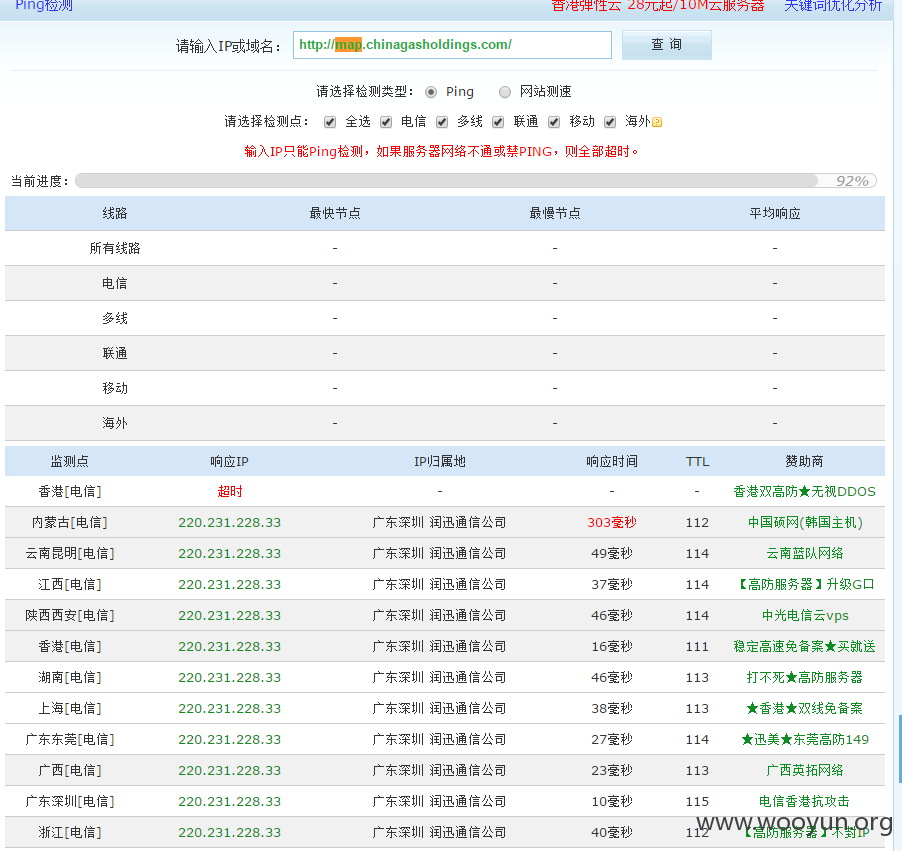 Ping检测 香港弹性云 28元起/10M云服务器 关键词优化分析
请输入IP或域名： http://map.chinagasholdings.com/ 查 询
请选择检测类型： Ping 网站测速
请选择检测点： 全选 电信 多线 联通 移动 海外
输入IP只能Ping检测，如果服务器网络不通或禁PING，则全部超时。
当前进度： 92%
线路 最快节点 最慢节点 平均响应
所有线路 - - -
电信 - - -
多线 - - -
联通 - - -
移动 - - -
海外 - - -
监测点 响应IP IP归属地 响应时间 TTL 赞助商
香港[电信] 超时 - - - 香港双高防★无视DDOS
内蒙古[电信] 220.231.228.33 广东深圳 润迅通信公司 303毫秒 112 中国硕网(韩国主机)
云南昆明[电信] 220.231.228.33 广东深圳 润迅通信公司 49毫秒 114 云南蓝队网络
江西[电信] 220.231.228.33 广东深圳 润迅通信公司 37毫秒 114 【高防服务器】升级G口
陕西西安[电信] 220.231.228.33 广东深圳 润迅通信公司 46毫秒 114 中光电信云vps
香港[电信] 220.231.228.33 广东深圳 润迅通信公司 16毫秒 111 稳定高速免备案★买就送
湖南[电信] 220.231.228.33 广东深圳 润迅通信公司 46毫秒 113 打不死★高防服务器
上海[电信] 220.231.228.33 广东深圳 润迅通信公司 38毫秒 113 ★香港★双线免备案
广东东莞[电信] 220.231.228.33 广东深圳 润迅通信公司 27毫秒 114 ★迅美★东莞高防149
广西[电信] 220.231.228.33 广东深圳 润迅通信公司 23毫秒 113 广西英拓网络
广东深圳[电信] 220.231.228.33 广东深圳 润迅通信公司 10毫秒 115 电信香港抗攻击
浙江[电信] 220.231.228.33 广东深圳 润迅通信公司 40毫秒 112 【高防服务器】不封IP
www.wooyun.org